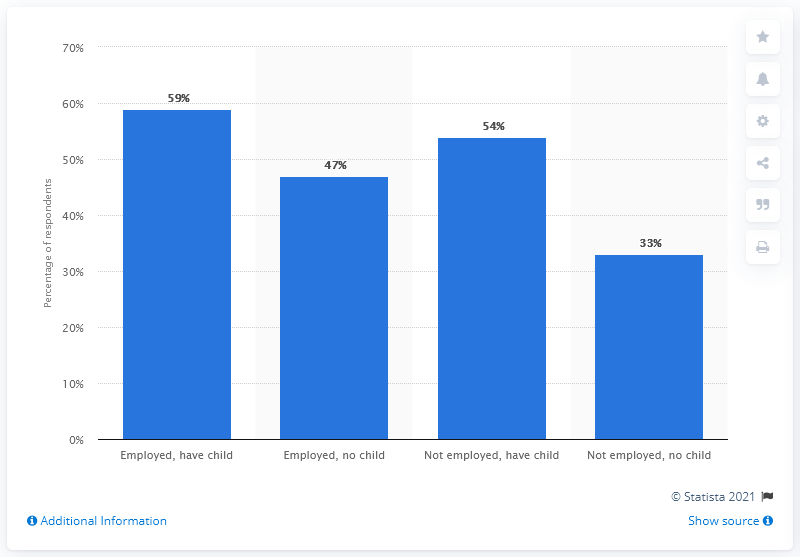 70%
60%
50%
40%
30%
20%
10%
0%
Percentage of respondents
59%
47%
54%
33%
Employed, have child
Employed, no child
Not employed, have child
Not employed, no child
© Statista 2021
Additional Information
Show source